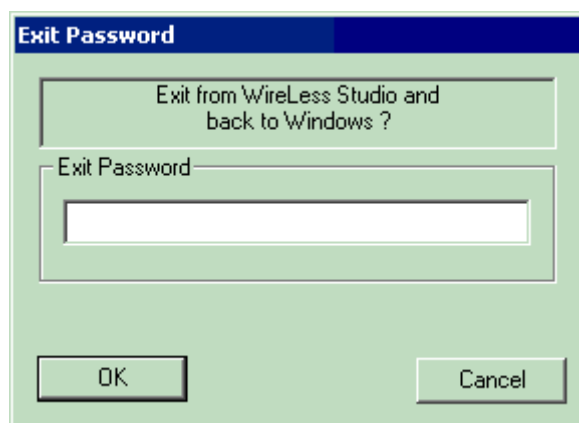 Exit Password
Exit from WireLess Studio and
back to Windows ?
Exit Password
OK
Cancel